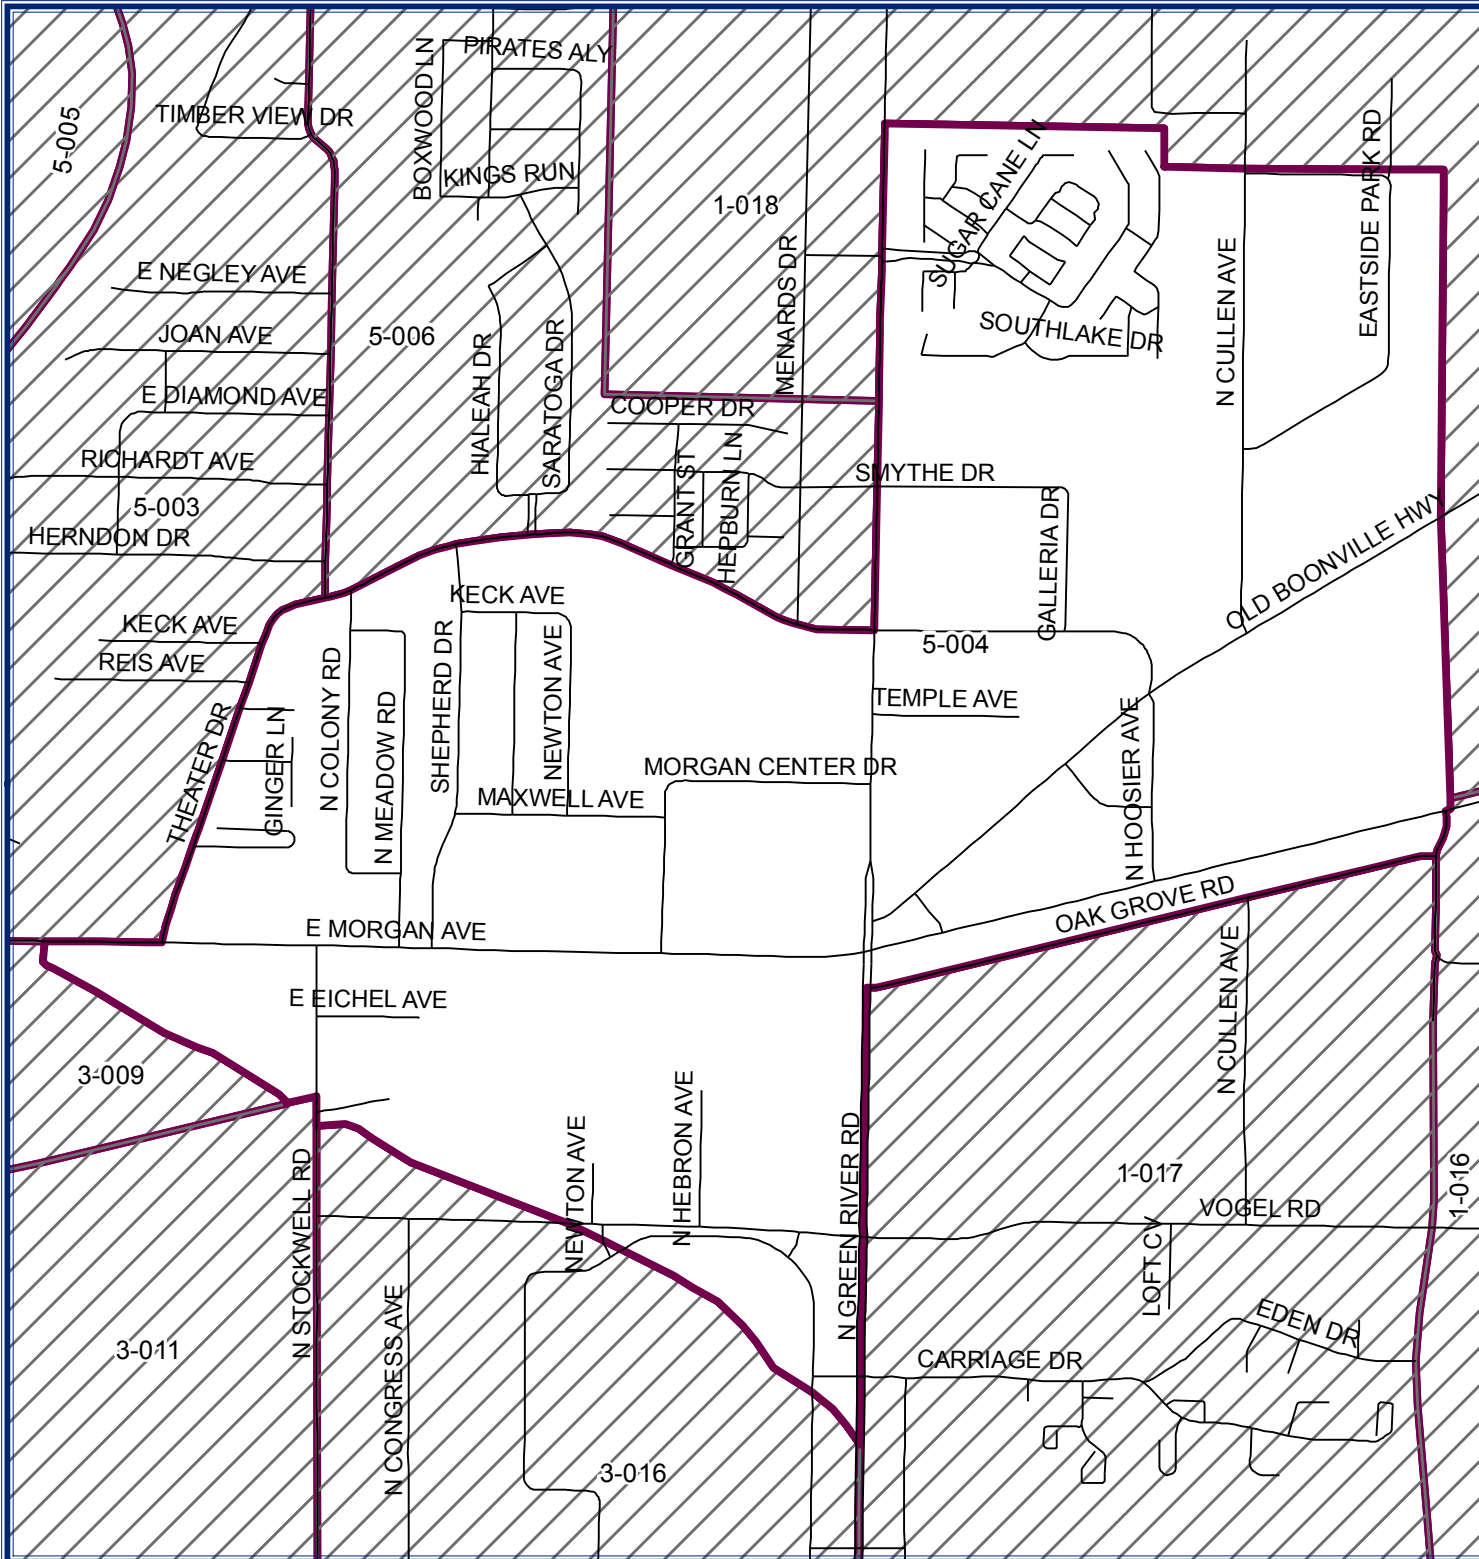 PIRATES ALY
BOXWOOD LN
TIMBER VIEW DR
5-005
KINGS RUN
1-018
SUGAR CANE LN
EASTSIDE PARK RD
E NEGLEY AVE
MENARDS DR
N CULLEN AVE
JOAN AVE
5-006
HIALEAH DR
SARATOGA DR
SOUTHLAKE DR
E DIAMOND AVE
COOPER DR
RICHARDT AVE
GRANT ST
HEPBURN LN
SMYTHE DR
5-003
HERNDON DR
GALLERIA DR
OLD BOONVILLE HWY
KECK AVE
KECK AVE
REIS AVE
5-004
N COLONY RD
N MEADOW RD
SHEPHERD DR
NEWTON AVE
TEMPLE AVE
THEATER DR
GINGER LN
MORGAN CENTER DR
MAXWELL AVE
N HOOSIER AVE
E MORGAN AVE
OAK GROVE RD
E EICHEL AVE
N CULLEN AVE
3-009
NEWTON AVE
N HEBRON AVE
N GREEN RIVER RD
1-017
1-016
VOGEL RD
N STOCKWELL RD
LOFT CV
3-011
N CONGRESS AVE
EDEN DR
CARRIAGE DR
3-016